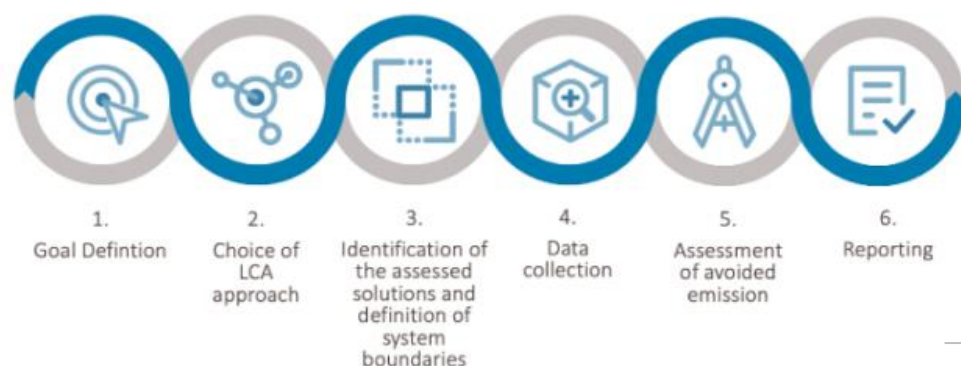 1.
Goal Defintion
2.
Choice of
LCA
approach
3.
Identification of
the assessed
solutions and
definition of
system
boundaries
4.
Data
collection
5.
Assessment
of avoided
emission
6.
Reporting